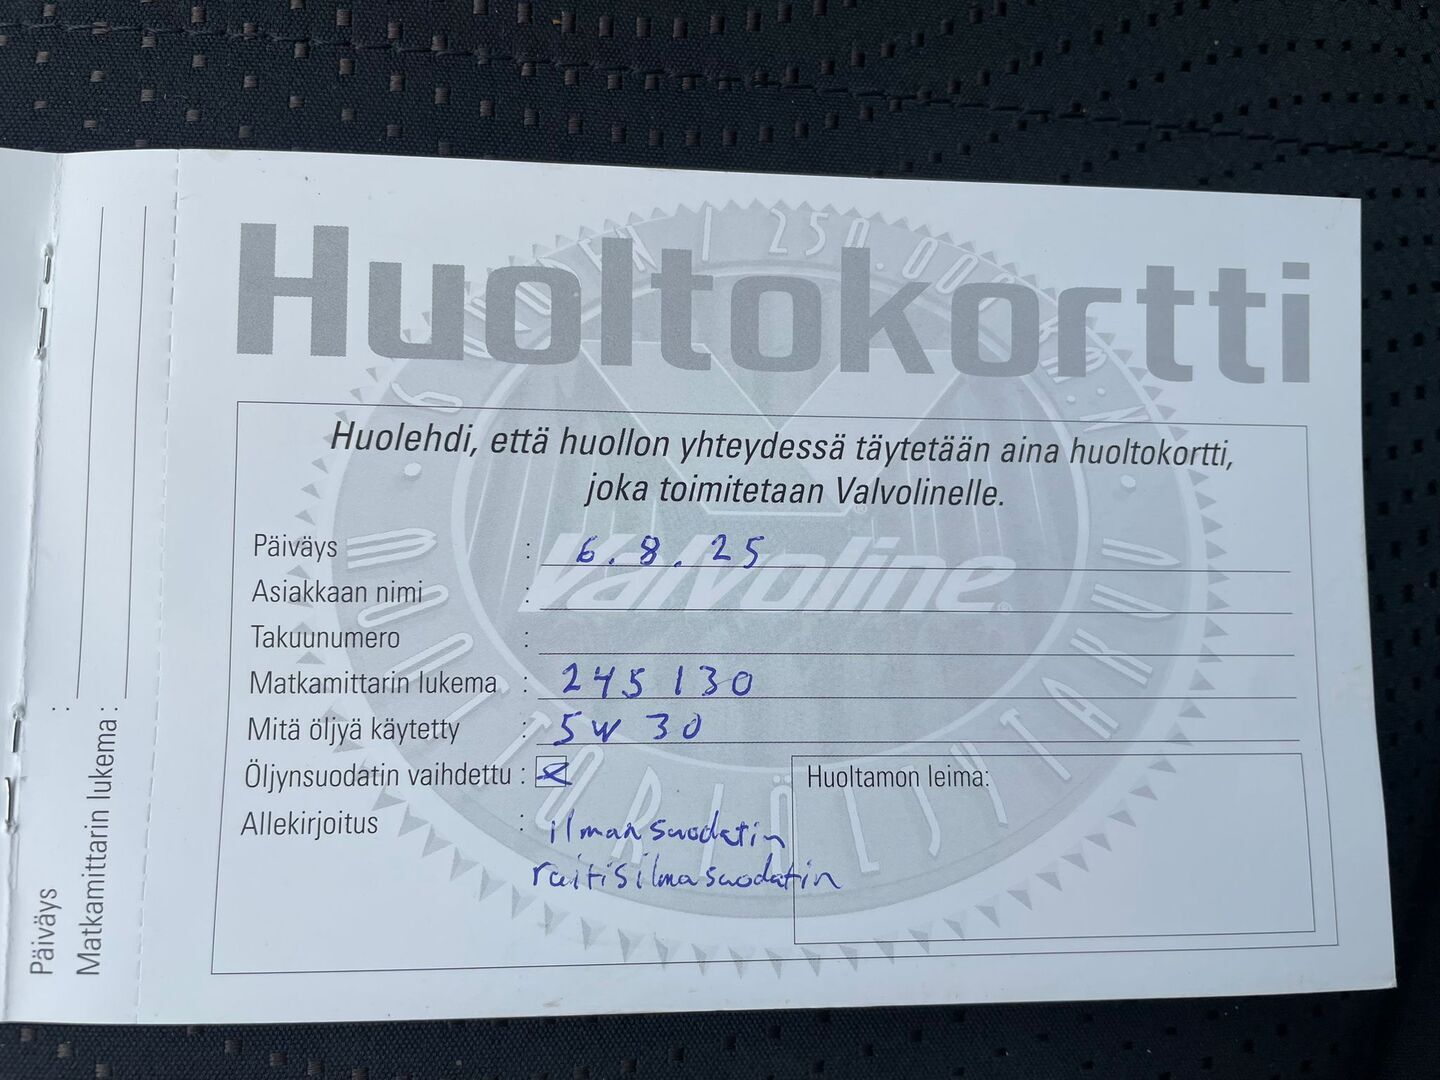 Huoltokortti
Huolehdi, että huollon yhteydessä täytetään aina huoltokortti,
joka toimitetaan Valvolinelle.
Päiväys : 6.8.25
Valvoline
Asiakkaan nimi :
Takuunumero :
Matkamittarin lukema : 245 130
Mitä öljyä käytetty : 5W 30
Öljynsuodatin vaihdettu :
Huoltamon leima:
Allekirjoitus : ilmansuodatin
raitisilmasuodatin
Päiväys :
Matkamittarin lukema :